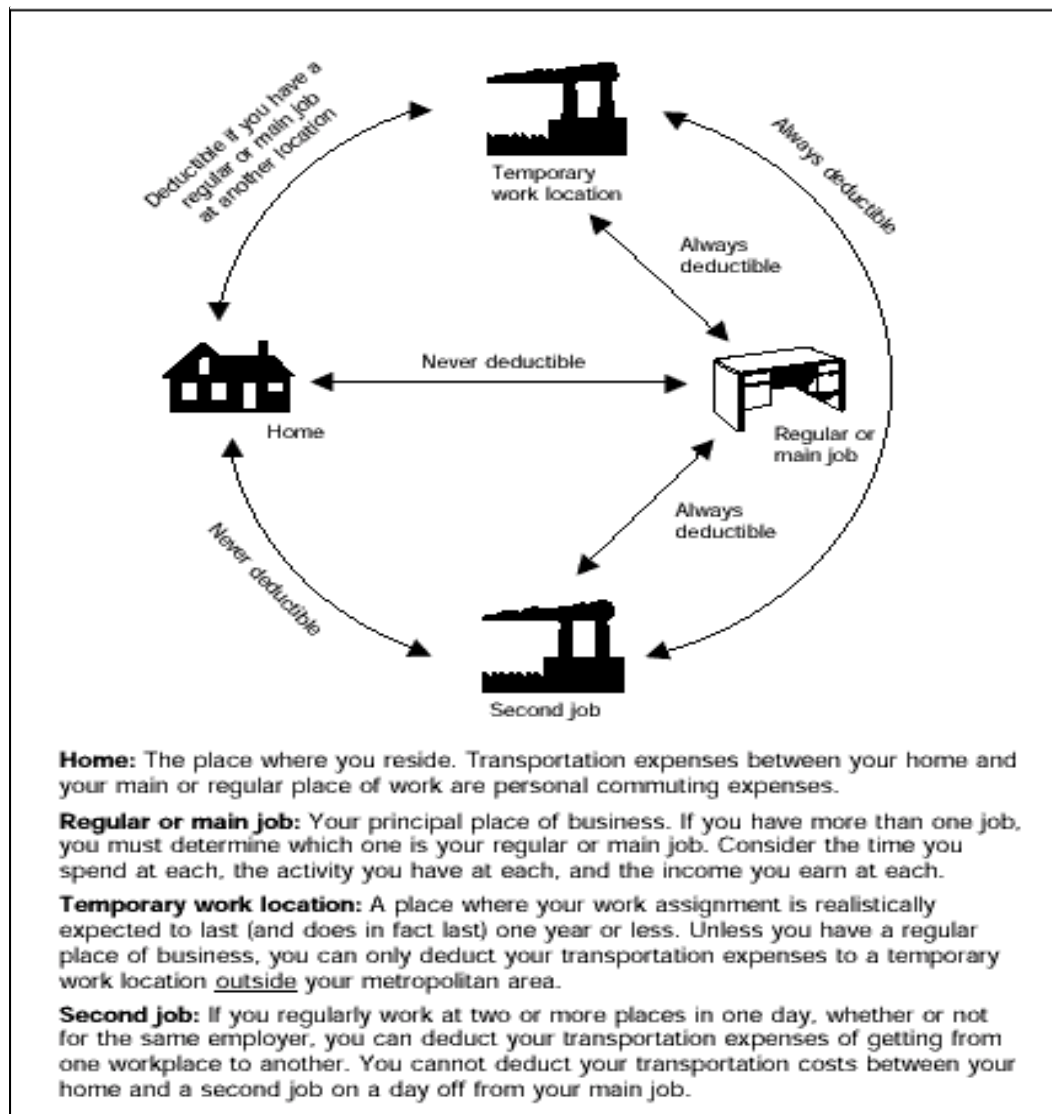 Deductible if you have a
regular or main job
at another location
Temporary
work location
Always deductible
Always
deductible
Never deductible
Home
Regular or
main job
Always
deductible
Never deductible
Second job
Home: The place where you reside. Transportation expenses between your home and
your main or regular place of work are personal commuting expenses.
Regular or main job: Your principal place of business. If you have more than one job,
you must determine which one is your regular or main job. Consider the time you
spend at each, the activity you have at each, and the income you earn at each.
Temporary work location: A place where your work assignment is realistically
expected to last (and does in fact last) one year or less. Unless you have a regular
place of business, you can only deduct your transportation expenses to a temporary
work location outside your metropolitan area.
Second job: If you regularly work at two or more places in one day, whether or not
for the same employer, you can deduct your transportation expenses of getting from
one workplace to another. You cannot deduct your transportation costs between your
home and a second job on a day off from your main job.